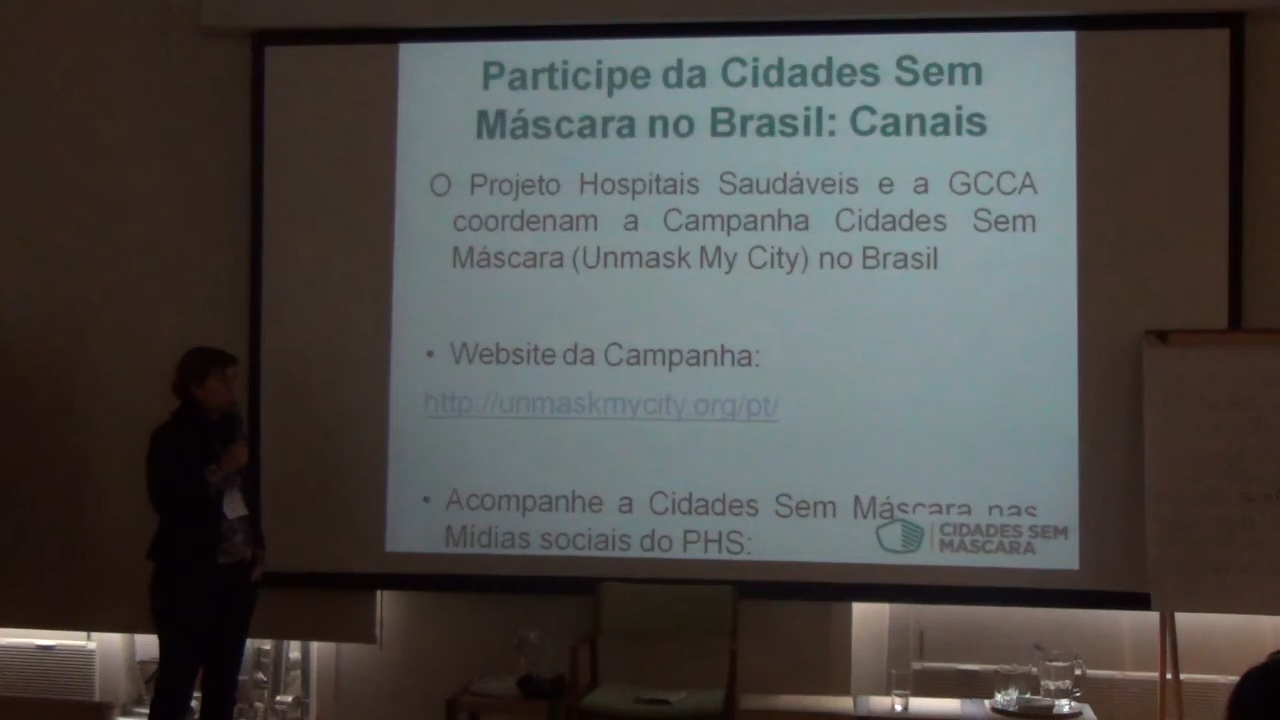 Participe da Cidades Sem
Máscara no Brasil: Canais
O Projeto Hospitais Saudáveis e a GCCA
coordenam a Campanha Cidades Sem
Máscara (Unmask My City) no Brasil
• Website da Campanha:
http://unmaskmycity.org/pt/
• Acompanhe a Cidades Sem Máscara nas
Mídias sociais do PHS:
CIDADES SEM
MÁSCARA